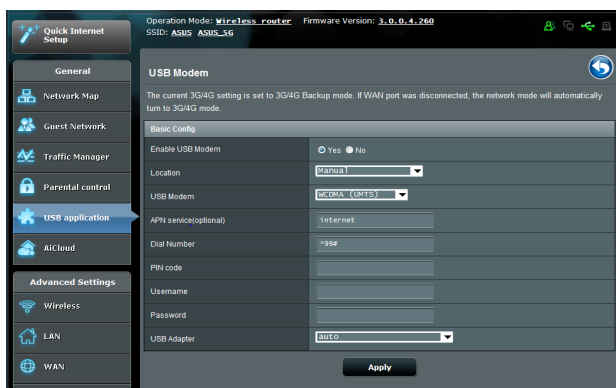 Quick Internet Setup
Operation Mode: Wireless router Firmware Version: 3.0.0.4.260
SSID: ASUS ASUS_5G
General
Network Map
Guest Network
Traffic Manager
Parental control
USB application
AiCloud
Advanced Settings
Wireless
LAN
WAN
USB Modem
The current 3G/4G setting is set to 3G/4G Backup mode. If WAN port was disconnected, the network mode will automatically
turn to 3G/4G mode.
Basic Config
Enable USB Modem Yes No
Location Manual
USB Modem WCDMA (UMTS)
APN service(optional) internet
Dial Number *99#
PIN code
Username
Password
USB Adapter auto
Apply